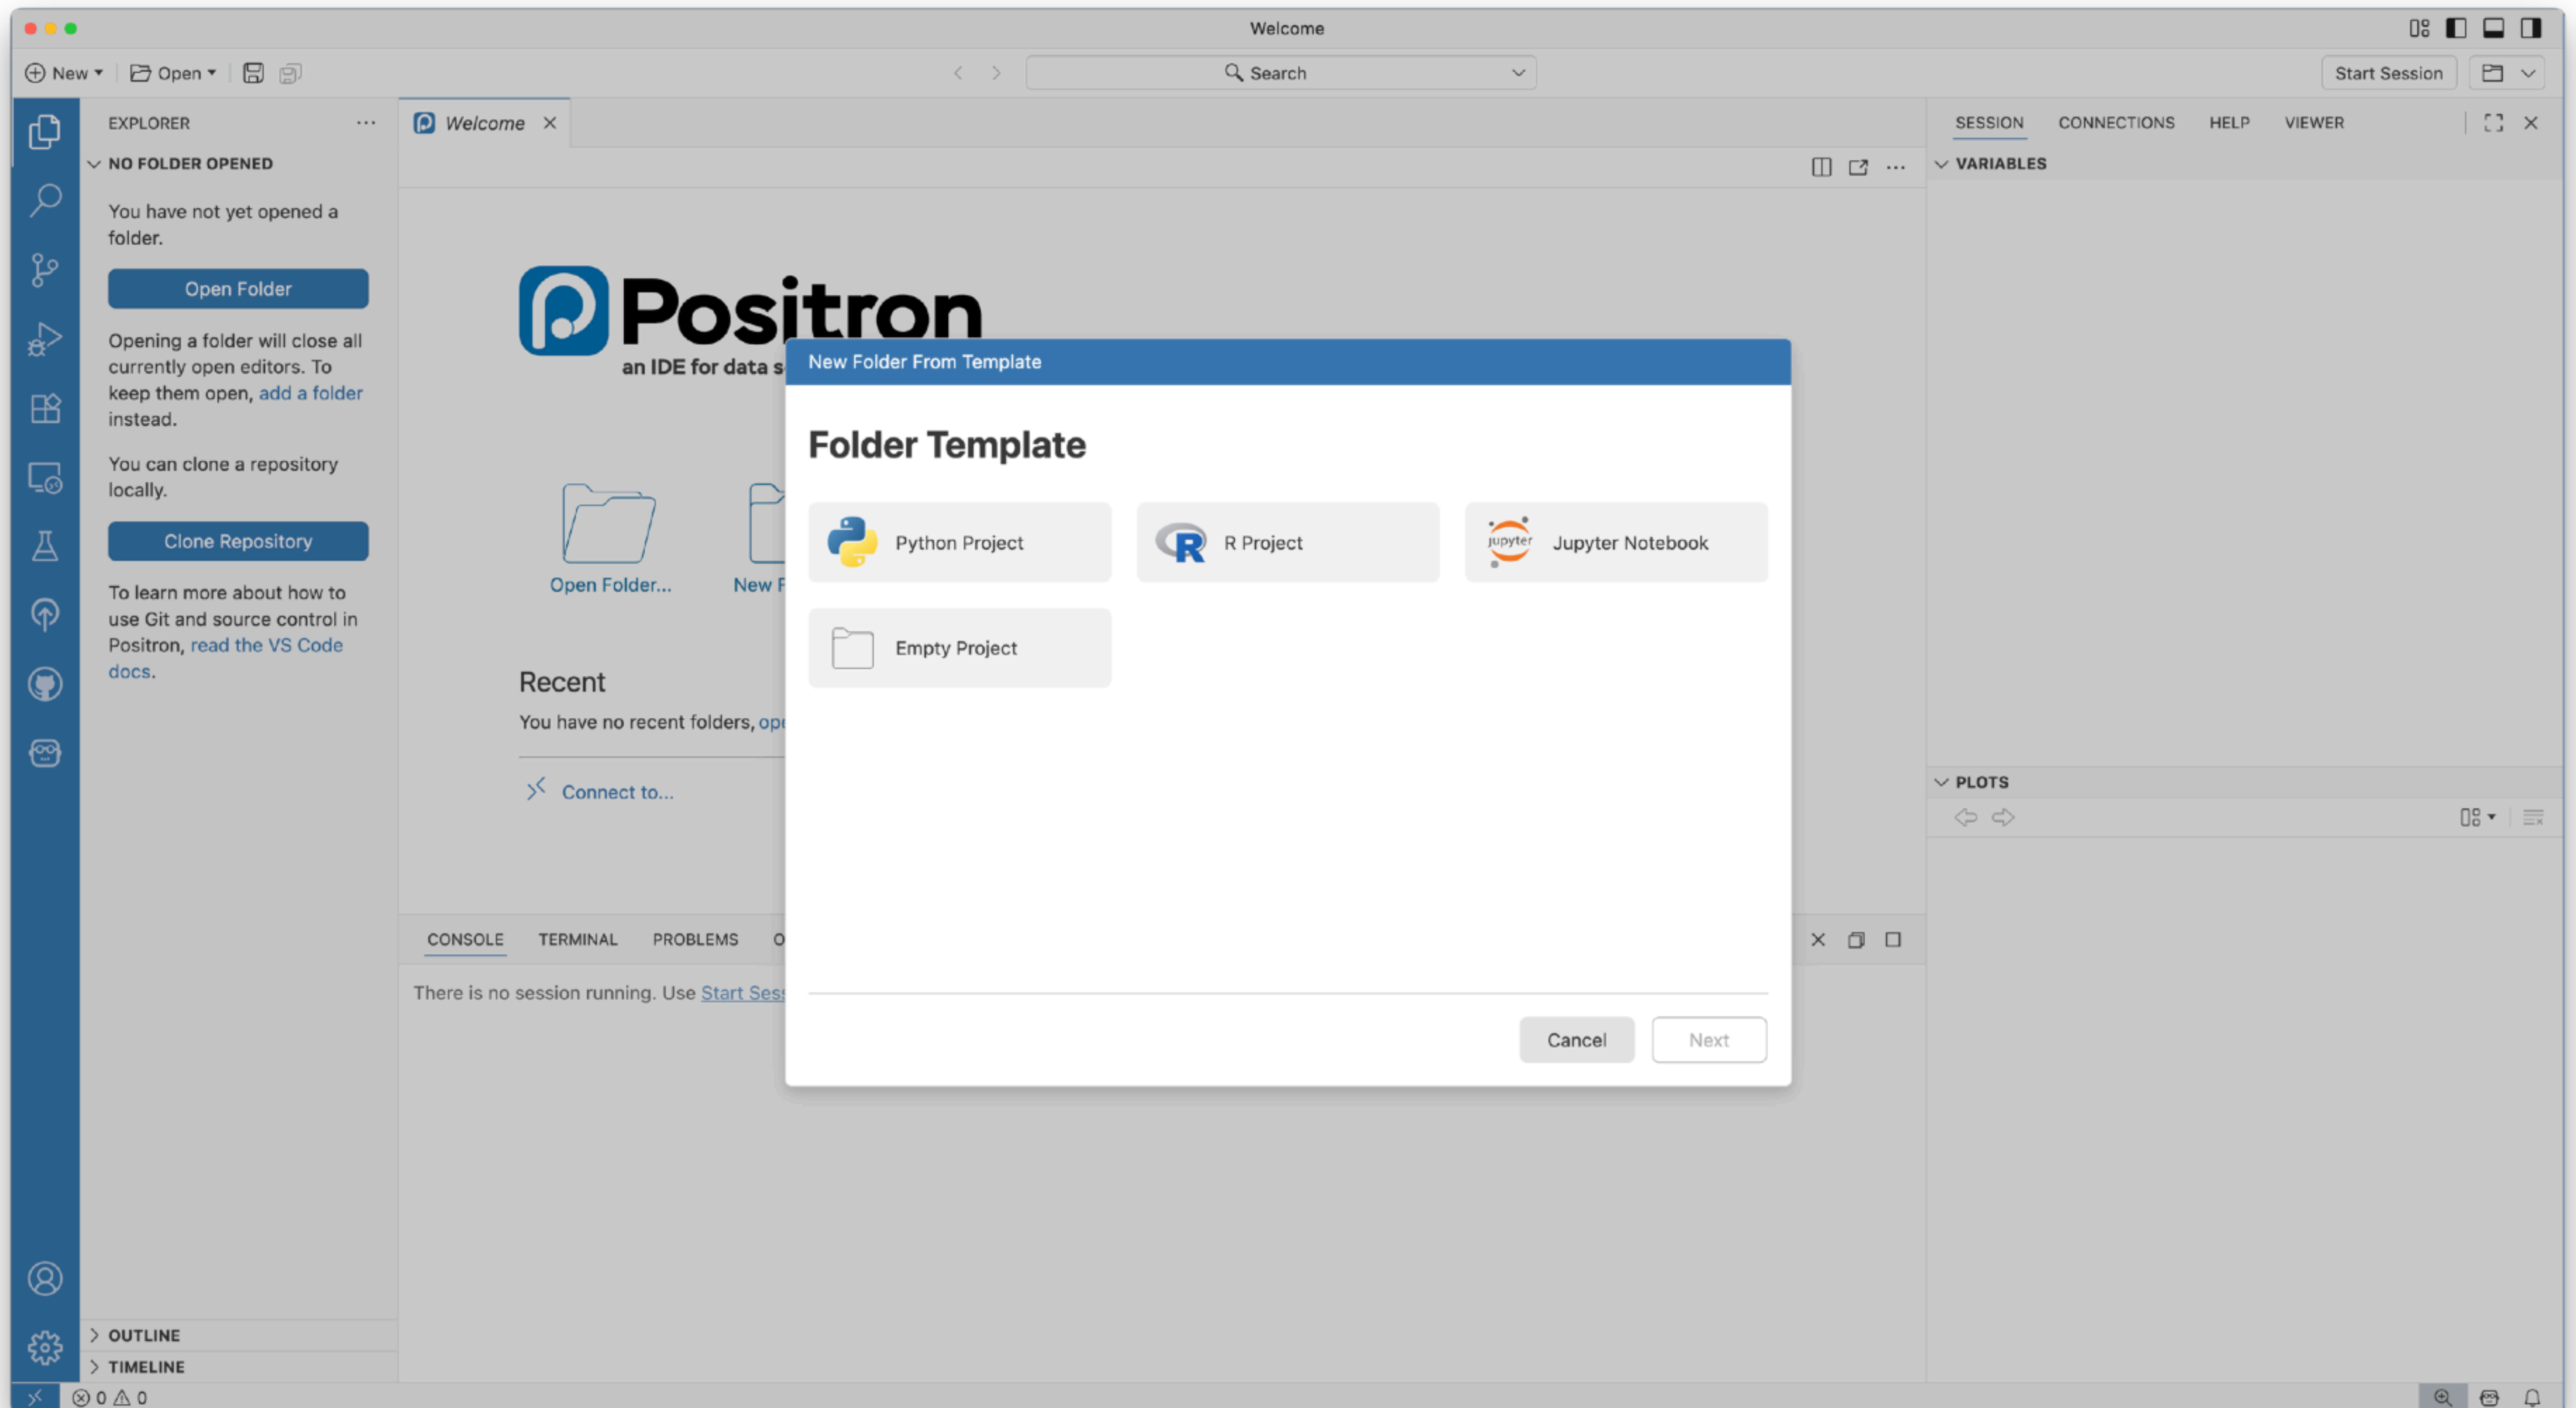 Welcome
New
Open
Search
Start Session
EXPLORER
NO FOLDER OPENED
You have not yet opened a
folder.
Open Folder
Opening a folder will close all
currently open editors. To
keep them open, add a folder
instead.
You can clone a repository
locally.
Clone Repository
To learn more about how to
use Git and source control in
Positron, read the VS Code
docs.
OUTLINE
TIMELINE
0 0
Welcome
Positron
an IDE for data s
Open Folder...
New F
Recent
You have no recent folders, ope
Connect to...
New Folder From Template
Folder Template
Python Project
R Project
jupyter Jupyter Notebook
Empty Project
Cancel
Next
CONSOLE TERMINAL PROBLEMS O
There is no session running. Use Start Sess
SESSION CONNECTIONS HELP VIEWER
VARIABLES
PLOTS